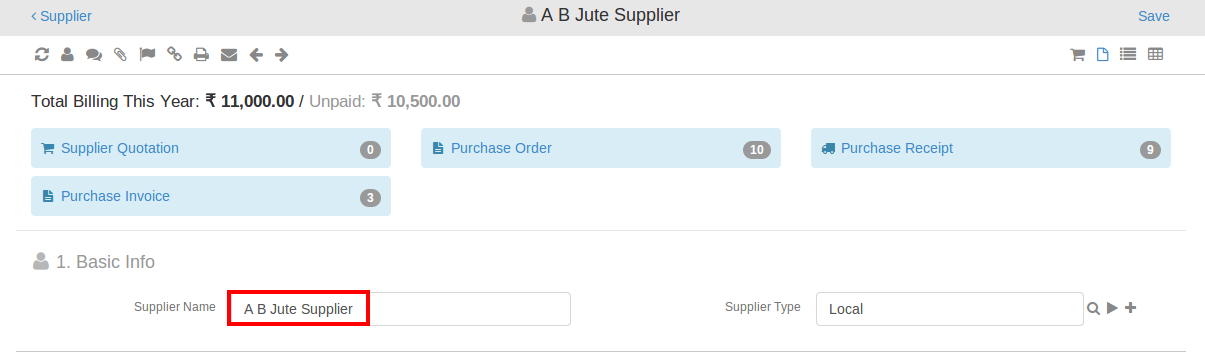 ‹ Supplier
A B Jute Supplier
Save
Total Billing This Year: ₹ 11,000.00 / Unpaid: ₹ 10,500.00
Supplier Quotation 0
Purchase Order 10
Purchase Receipt 9
Purchase Invoice 3
1. Basic Info
Supplier Name A B Jute Supplier
Supplier Type Local